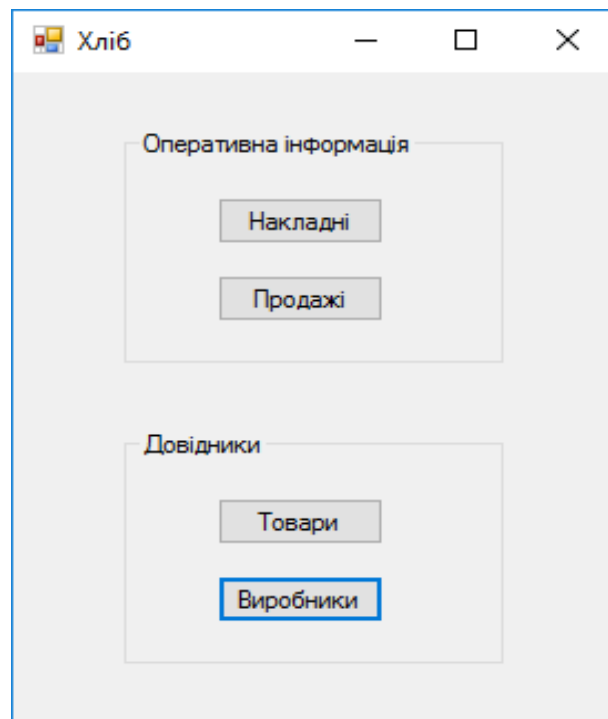 Хліб
Оперативна інформація
Накладні
Продажі
Довідники
Товари
Виробники